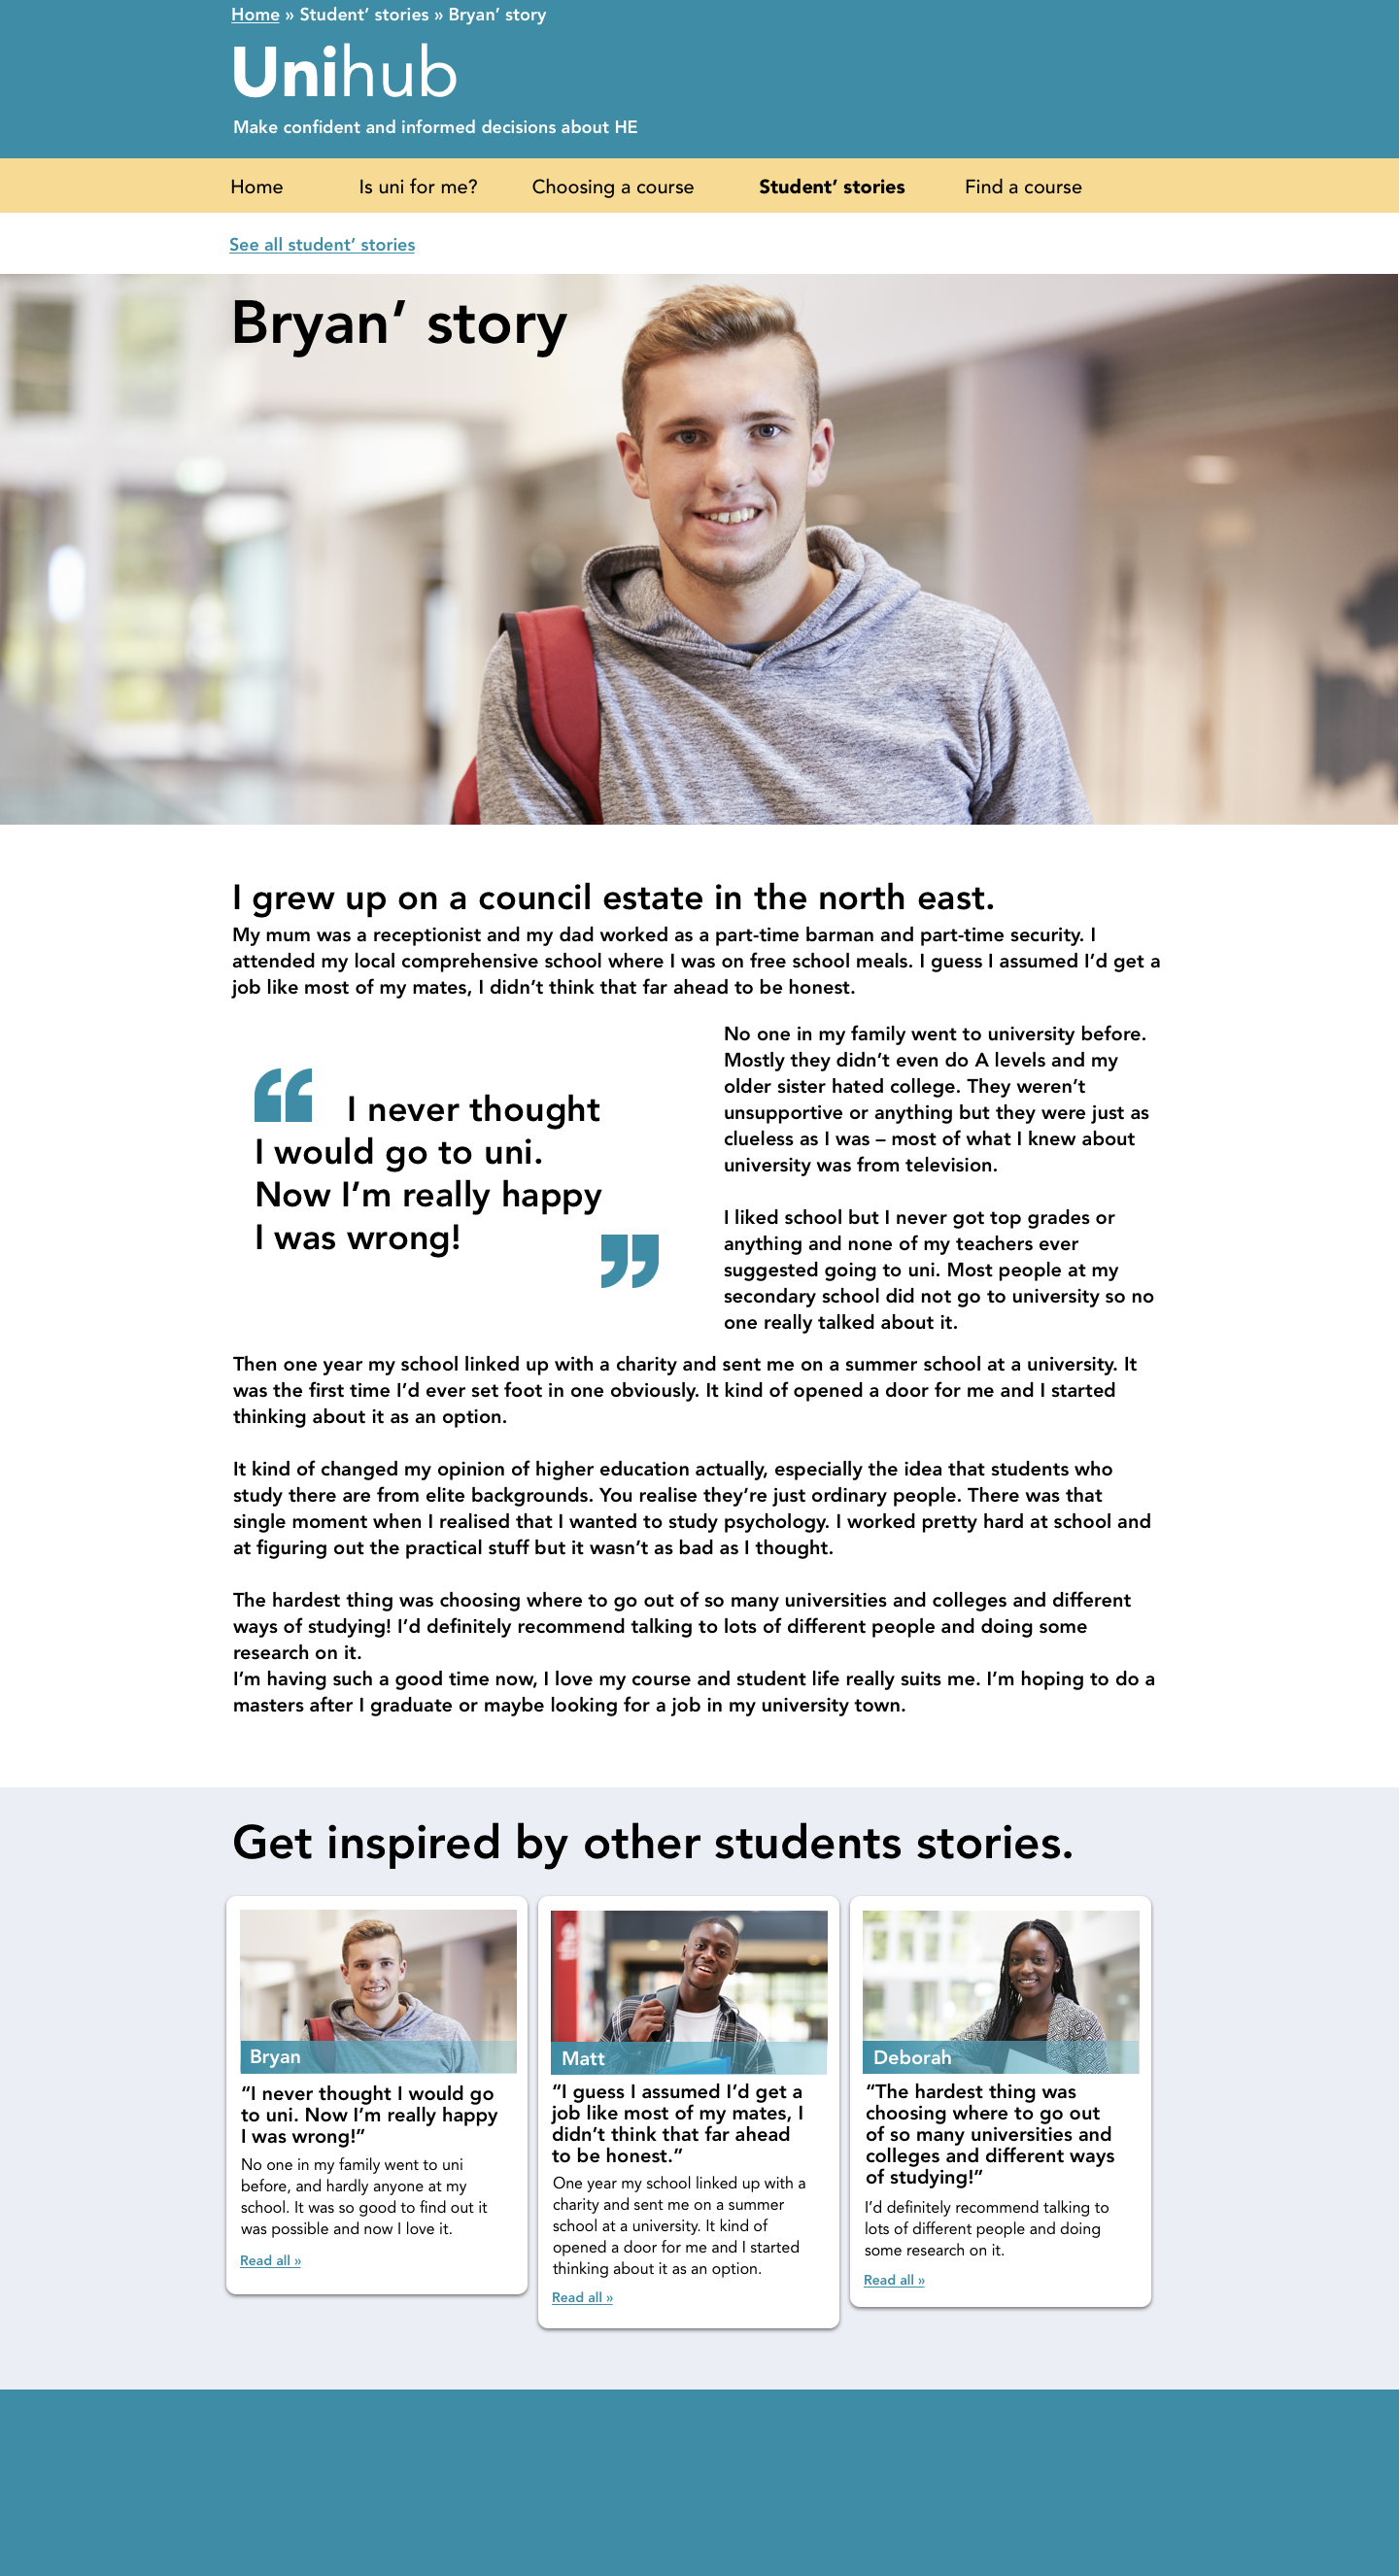 Home » Student’ stories » Bryan’ story
Unihub
Make confident and informed decisions about HE
Home Is uni for me? Choosing a course Student’ stories Find a course
See all student’ stories
Bryan’ story
I grew up on a council estate in the north east.
My mum was a receptionist and my dad worked as a part-time barman and part-time security. I
attended my local comprehensive school where I was on free school meals. I guess I assumed I’d get a
job like most of my mates, I didn’t think that far ahead to be honest.
“ I never thought
I would go to uni.
Now I’m really happy
I was wrong! ”
No one in my family went to university before.
Mostly they didn’t even do A levels and my
older sister hated college. They weren’t
unsupportive or anything but they were just as
clueless as I was – most of what I knew about
university was from television.
I liked school but I never got top grades or
anything and none of my teachers ever
suggested going to uni. Most people at my
secondary school did not go to university so no
one really talked about it.
Then one year my school linked up with a charity and sent me on a summer school at a university. It
was the first time I’d ever set foot in one obviously. It kind of opened a door for me and I started
thinking about it as an option.
It kind of changed my opinion of higher education actually, especially the idea that students who
study there are from elite backgrounds. You realise they’re just ordinary people. There was that
single moment when I realised that I wanted to study psychology. I worked pretty hard at school and
at figuring out the practical stuff but it wasn’t as bad as I thought.
The hardest thing was choosing where to go out of so many universities and colleges and different
ways of studying! I’d definitely recommend talking to lots of different people and doing some
research on it.
I’m having such a good time now, I love my course and student life really suits me. I’m hoping to do a
masters after I graduate or maybe looking for a job in my university town.
Get inspired by other students stories.
Bryan
“I never thought I would go
to uni. Now I’m really happy
I was wrong!”
No one in my family went to uni
before, and hardly anyone at my
school. It was so good to find out it
was possible and now I love it.
Read all »
Matt
“I guess I assumed I’d get a
job like most of my mates, I
didn’t think that far ahead
to be honest.”
One year my school linked up with a
charity and sent me on a summer
school at a university. It kind of
opened a door for me and I started
thinking about it as an option.
Read all »
Deborah
“The hardest thing was
choosing where to go out
of so many universities and
colleges and different ways
of studying!”
I’d definitely recommend talking to
lots of different people and doing
some research on it.
Read all »